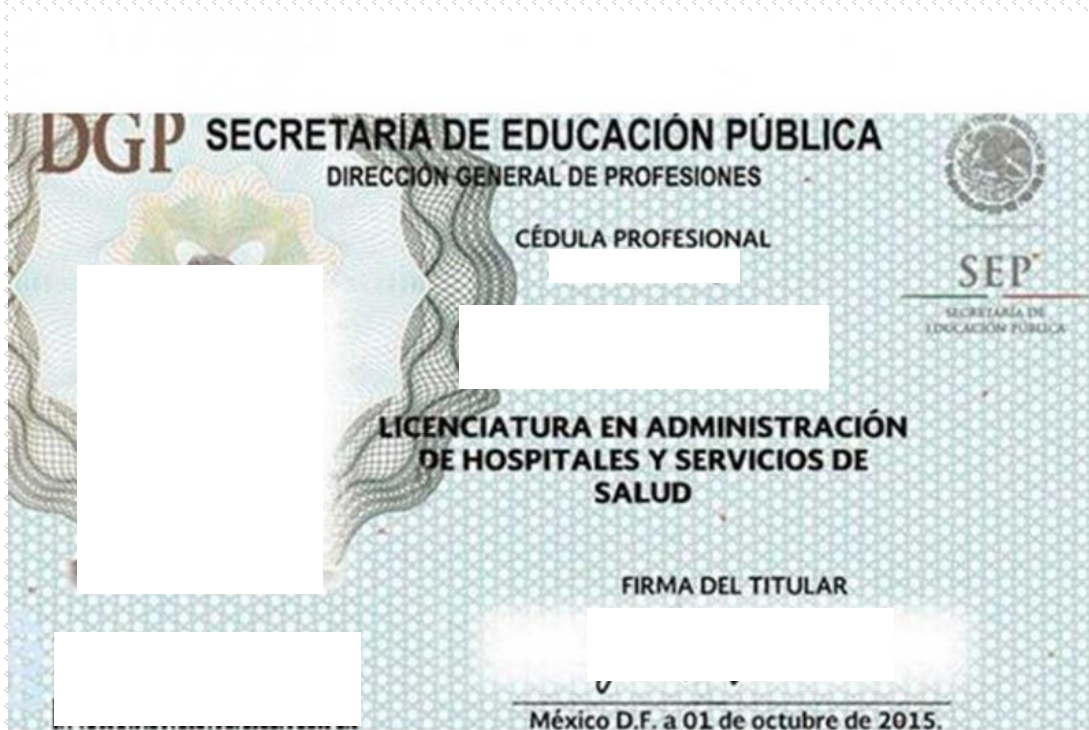 DGP
SECRETARÍA DE EDUCACIÓN PÚBLICA
DIRECCIÓN GENERAL DE PROFESIONES
CÉDULA PROFESIONAL
SEP
SECRETARÍA DE
EDUCACIÓN PÚBLICA
LICENCIATURA EN ADMINISTRACIÓN
DE HOSPITALES Y SERVICIOS DE
SALUD
FIRMA DEL TITULAR
México D.F. a 01 de octubre de 2015.